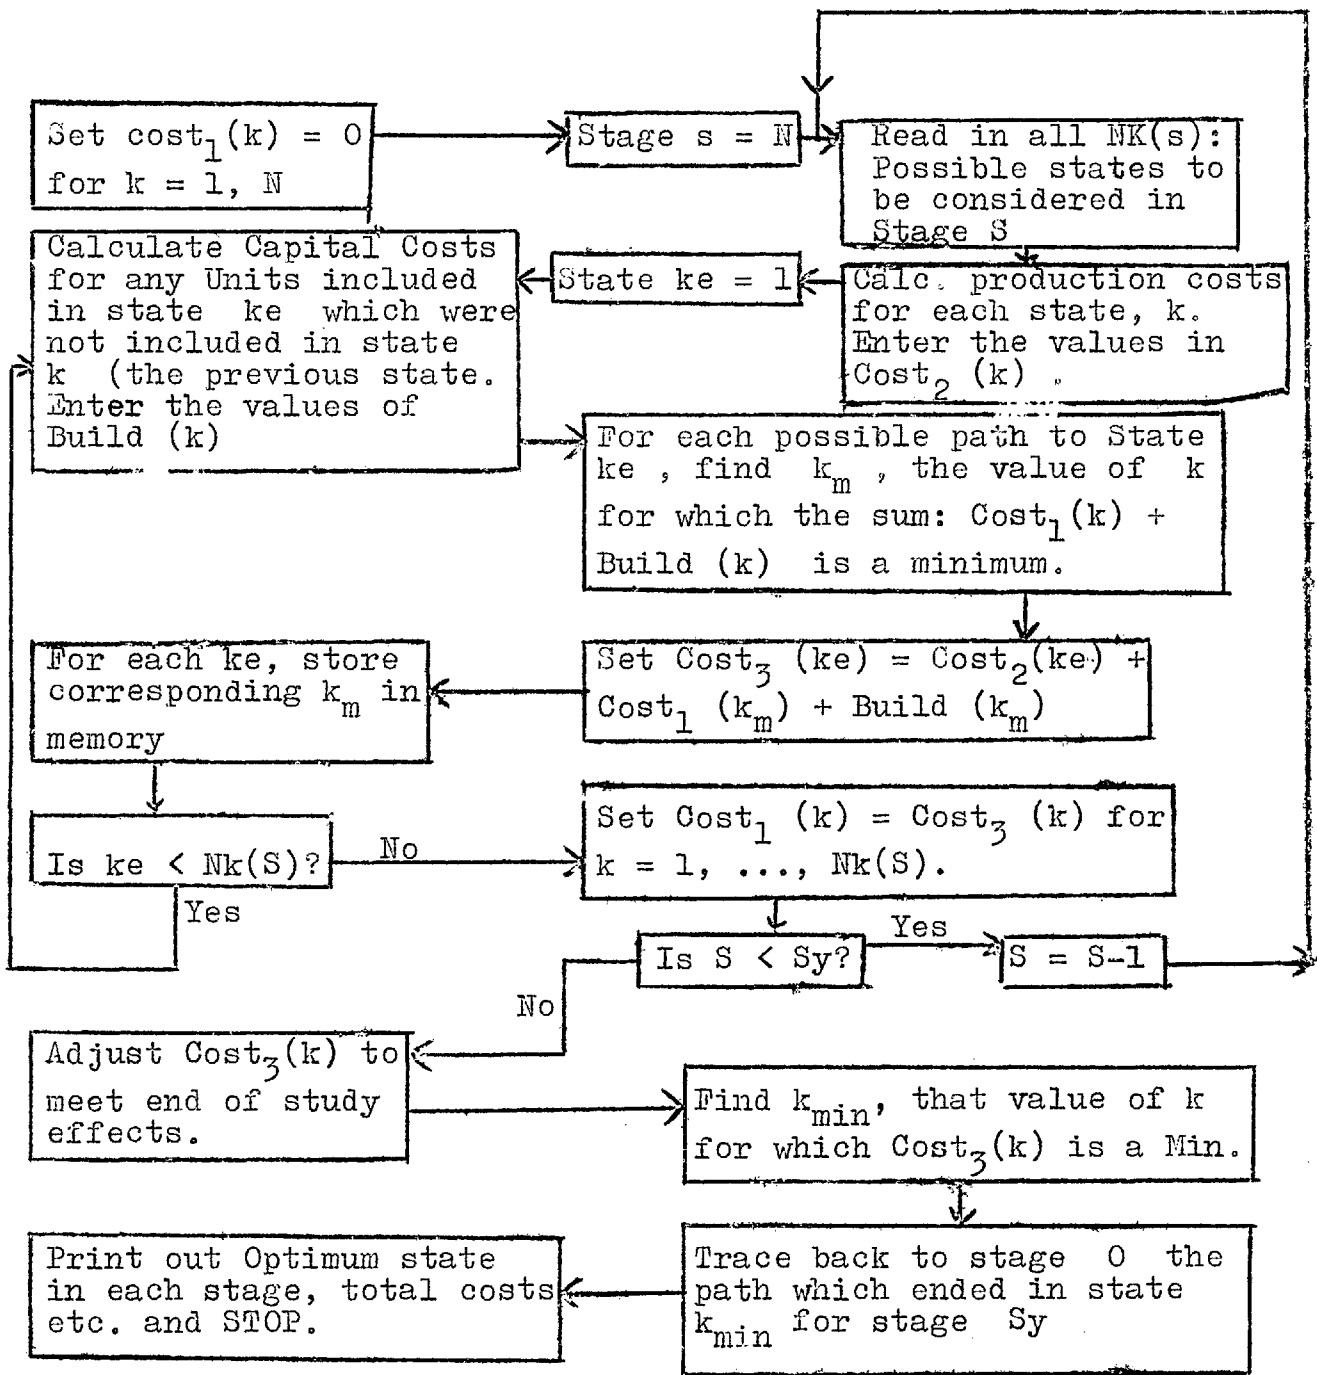 Set cost₁(k) = 0
for k = 1, N
Stage s = N
Read in all NK(s):
Possible states to
be considered in
Stage S
Calc. production costs
for each state, k.
Enter the values in
Cost₂ (k) .
State ke = 1
Calculate Capital Costs
for any Units included
in state ke which were
not included in state
k (the previous state.
Enter the values of
Build (k)
For each possible path to State
ke , find kₘ , the value of k
for which the sum: Cost₁(k) +
Build (k) is a minimum.
Set Cost₃ (ke) = Cost₂(ke) +
Cost₁ (kₘ) + Build (kₘ)
For each ke, store
corresponding kₘ in
memory
Is ke < Nk(S)?
No
Yes
Set Cost₁ (k) = Cost₃ (k) for
k = 1, ..., Nk(S).
Is S < Sy?
Yes
S = S-1
No
Adjust Cost₃(k) to
meet end of study
effects.
Find k_min, that value of k
for which Cost₃(k) is a Min.
Trace back to stage 0 the
path which ended in state
k_min for stage Sy
Print out Optimum state
in each stage, total costs
etc. and STOP.